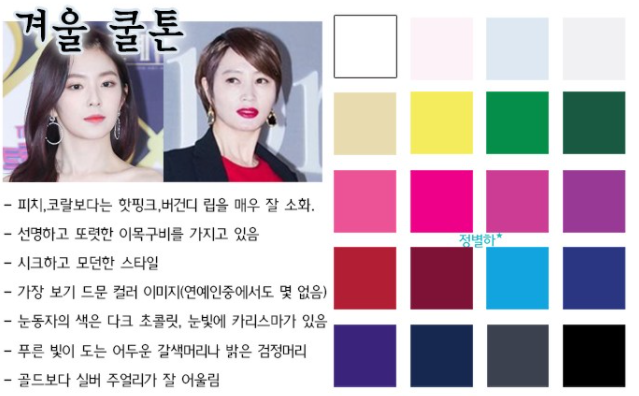 겨울 쿨톤
- 피치,코랄보다는 핫핑크,버건디 립을 매우 잘 소화.
- 선명하고 또렷한 이목구비를 가지고 있음
- 시크하고 모던한 스타일
- 가장 보기 드문 컬러 이미지(연예인중에서도 몇 없음)
- 눈동자의 색은 다크 초콜릿, 눈빛에 카리스마가 있음
- 푸른 빛이 도는 어두운 갈색머리나 밝은 검정머리
- 골드보다 실버 주얼리가 잘 어울림
정별하*